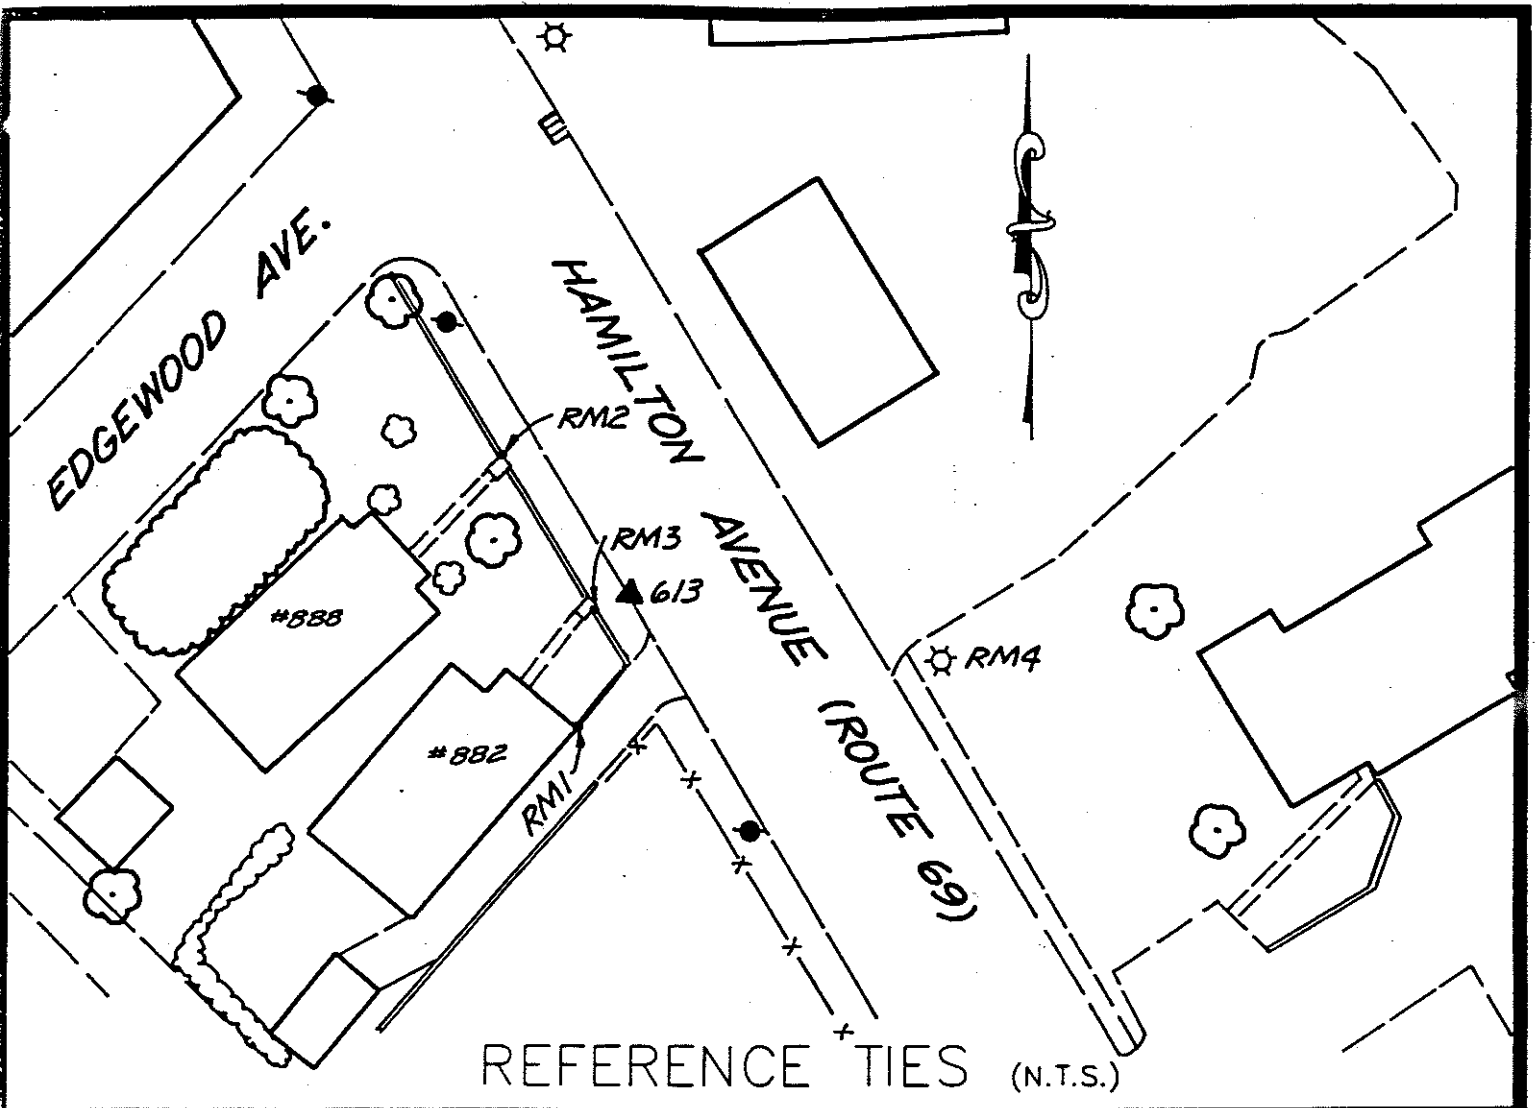 EDGEWOOD AVE.
HAMILTON AVENUE (ROUTE 69)
RM2
RM3
613
#888
RM4
#882
RM1
REFERENCE TIES (N.T.S.)